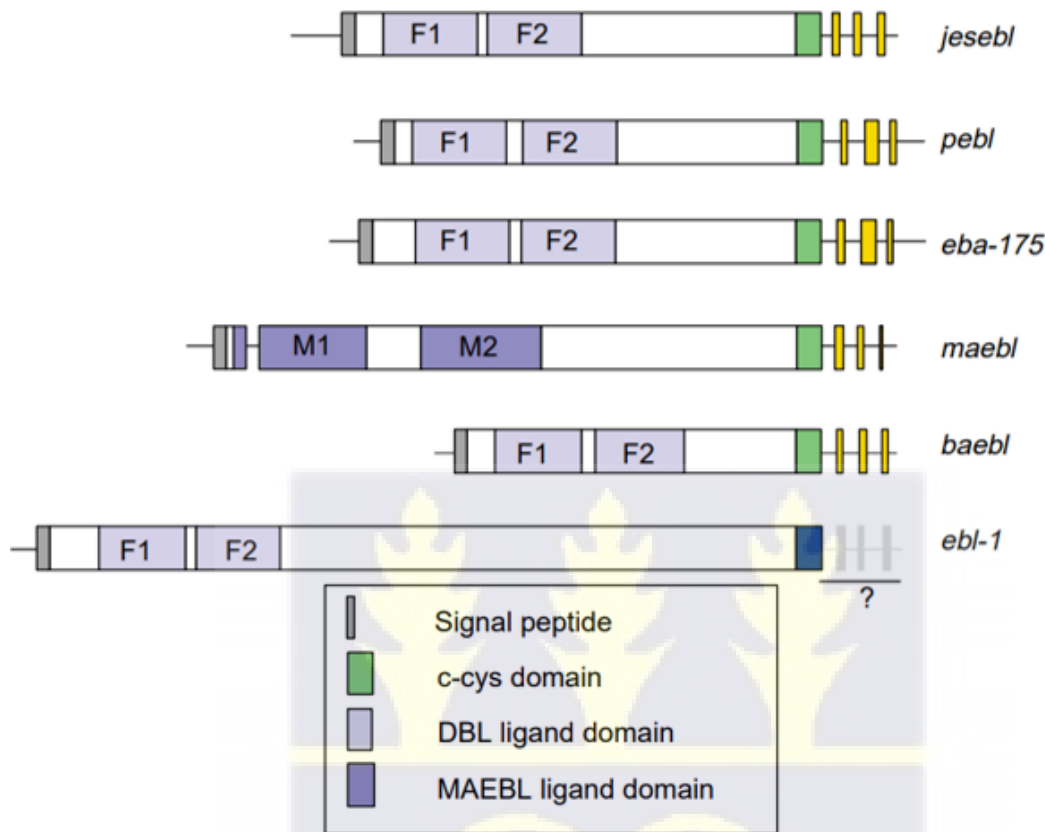 F1 F2 jesebl
F1 F2 pebl
F1 F2 eba-175
M1 M2 maebl
F1 F2 baebl
F1 F2 ebl-1
?
Signal peptide
c-cys domain
DBL ligand domain
MAEBL ligand domain